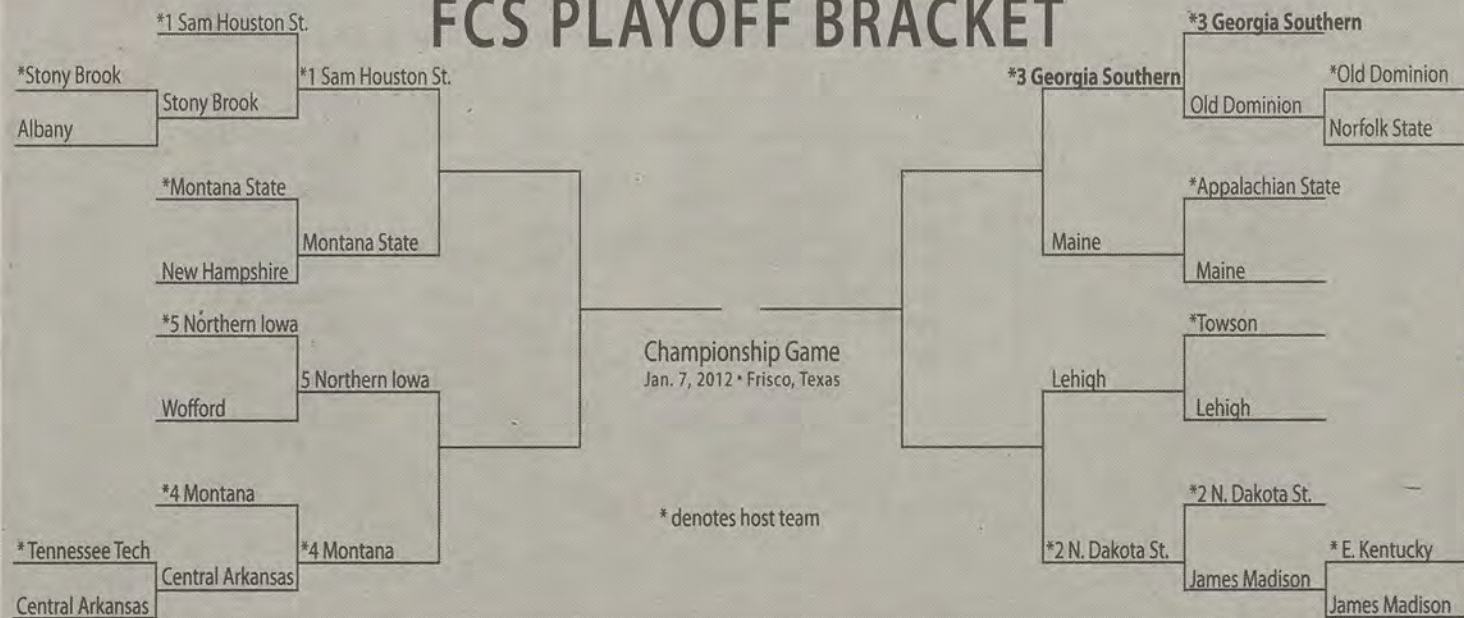 FCS PLAYOFF BRACKET
*1 Sam Houston St.
*Stony Brook
Albany
Stony Brook
*1 Sam Houston St.
*Montana State
New Hampshire
Montana State
*5 Northern Iowa
Wofford
5 Northern Iowa
*4 Montana
*Tennessee Tech
Central Arkansas
Central Arkansas
*4 Montana
Championship Game
Jan. 7, 2012 • Frisco, Texas
* denotes host team
*3 Georgia Southern
*3 Georgia Southern
*Old Dominion
Old Dominion
Norfolk State
*Appalachian State
Maine
Maine
*Towson
Lehigh
Lehigh
*2 N. Dakota St.
*2 N. Dakota St.
* E. Kentucky
James Madison
James Madison